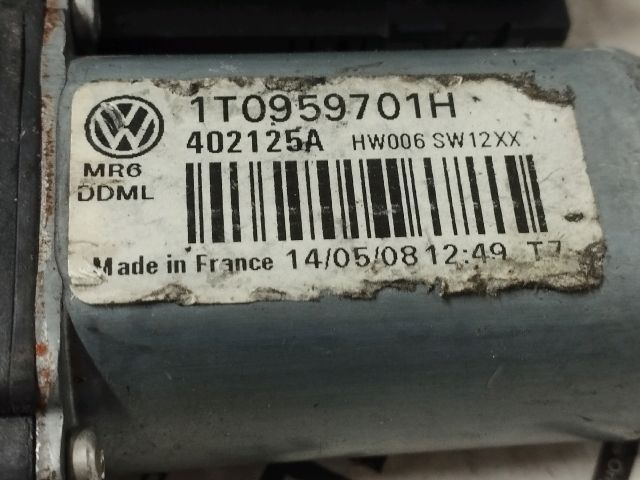 1T0959701H
402125A HW006 SW12XX
MR6
DDML
Made in France 14/05/08 12:49 T7